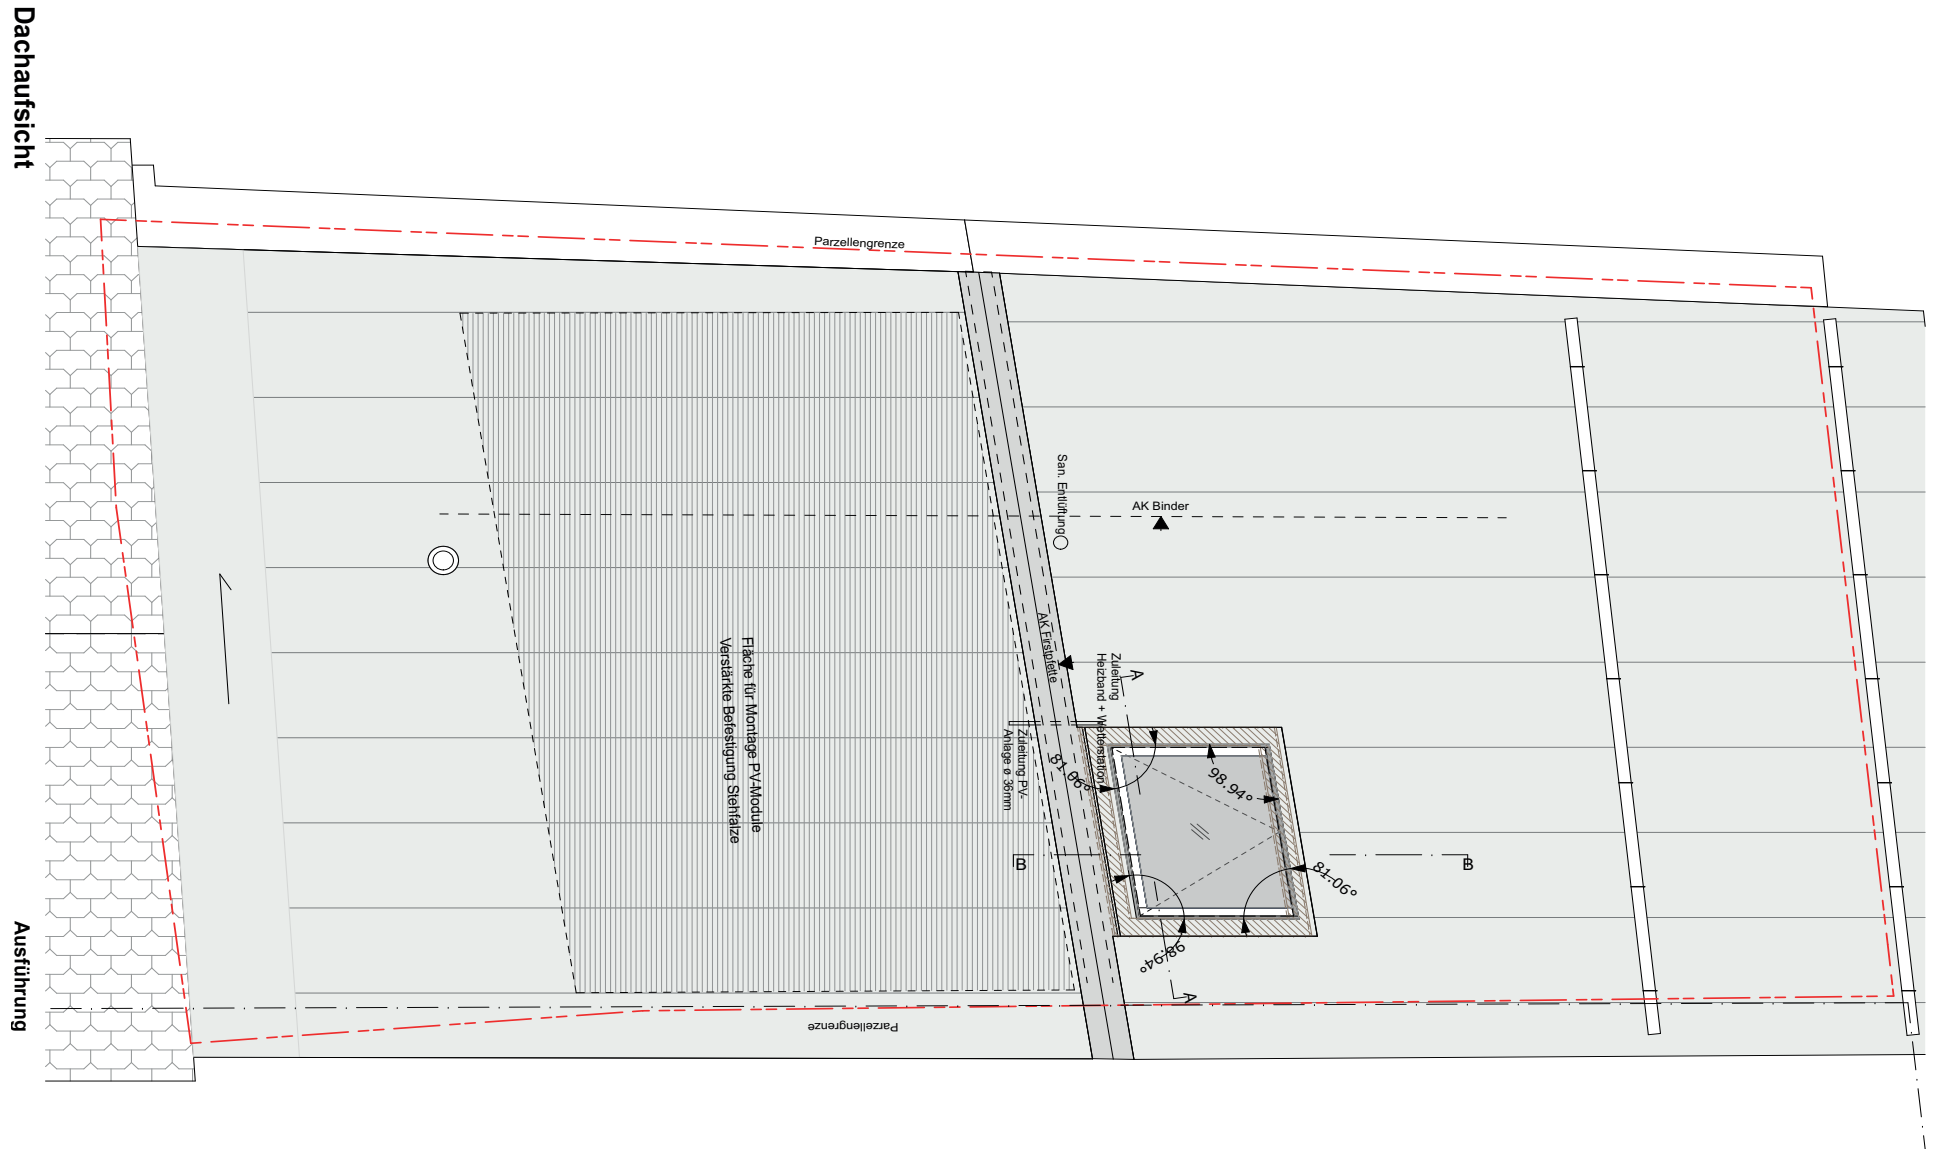 Dachaufsicht
Ausführung
Parzellengrenze
San. Entlüftung
AK Binder
AK Firstpfette
Zuleitung
Heizband + Wetterstation
A
Fläche für Montage PV-Module
Verstärkte Befestigung Stehfalze
Zuleitung PV-
Anlage ø 36mm
81.06°
98.94°
B
B
81.06°
98.94°
A
Parzellengrenze